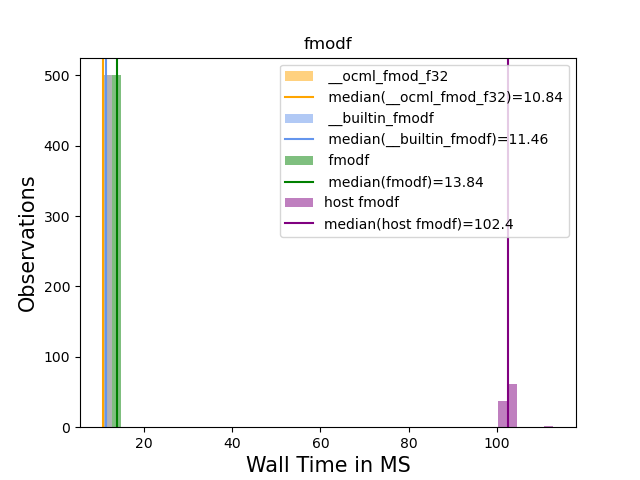 fmodf
500
400
300
200
100
0
Observations
__ocml_fmod_f32
median(__ocml_fmod_f32)=10.84
__builtin_fmodf
median(__builtin_fmodf)=11.46
fmodf
median(fmodf)=13.84
host fmodf
median(host fmodf)=102.4
20 40 60 80 100
Wall Time in MS